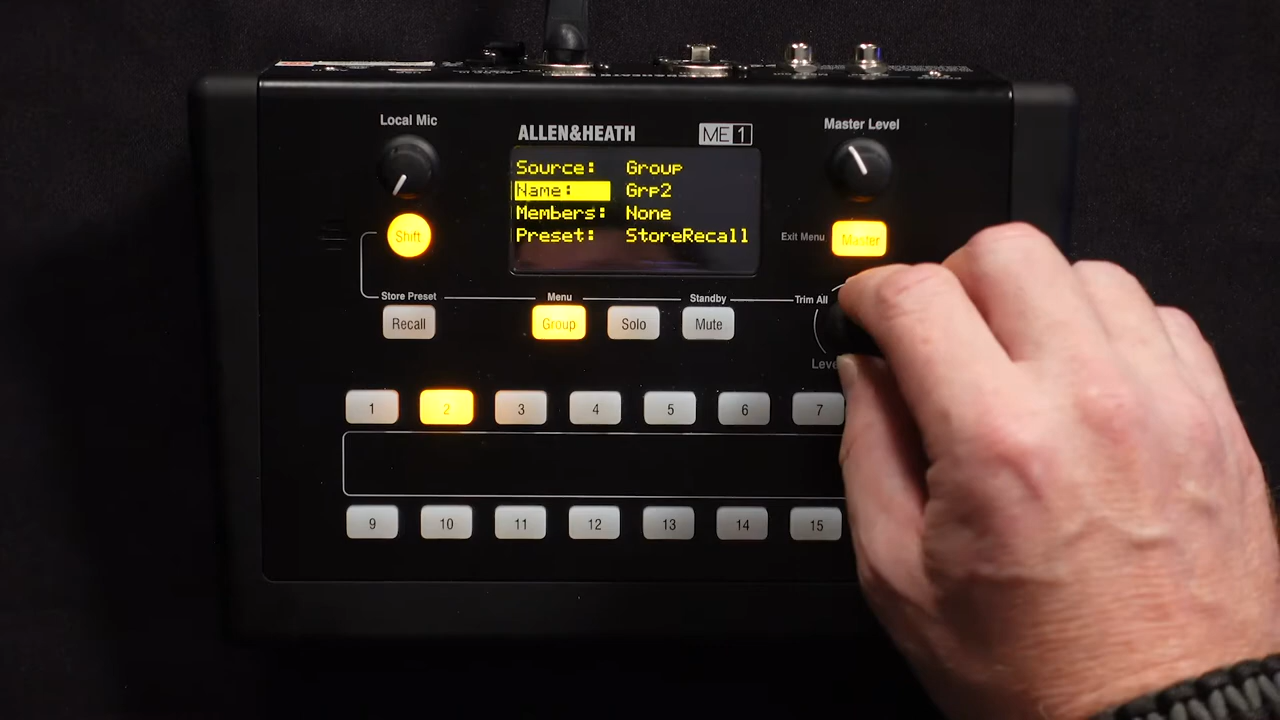 Local Mic
ALLEN&HEATH ME 1
Master Level
Source: Group
Name: Grp2
Members: None
Preset: StoreRecall
Shift
Exit Menu Master
Store Preset Menu Standby Trim All
Recall Group Solo Mute
1 2 3 4 5 6 7
9 10 11 12 13 14 15